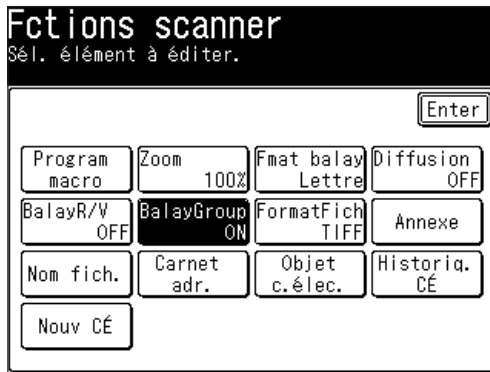 Fctions scanner
Sél. élément à éditer.
Enter
Program macro
Zoom 100%
Fmat balay Lettre
Diffusion OFF
BalayR/V OFF
BalayGroup ON
FormatFich TIFF
Annexe
Nom fich.
Carnet adr.
Objet c.élec.
Historiq. CÉ
Nouv CÉ